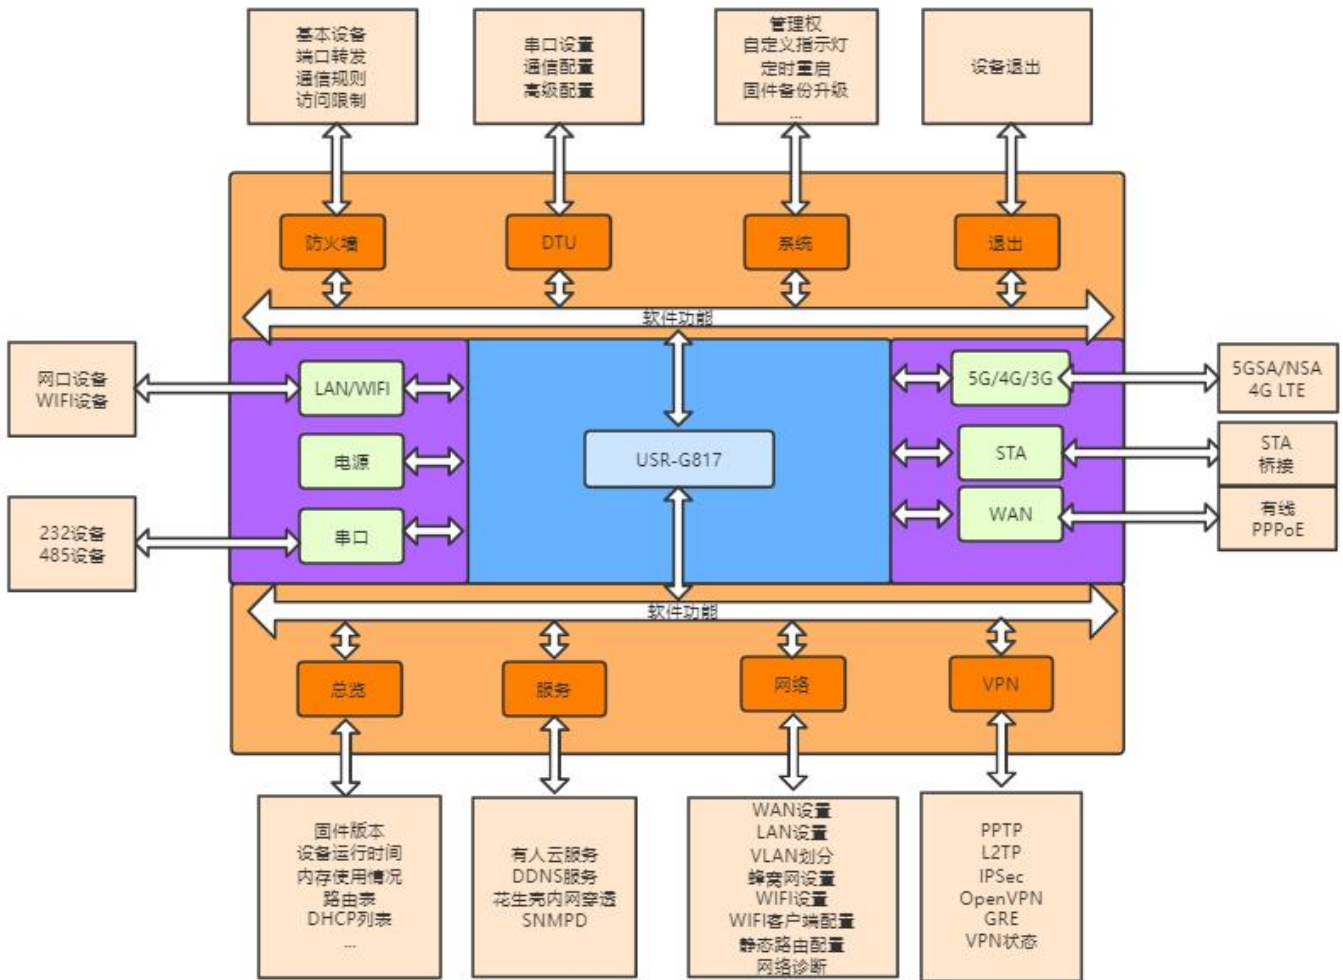 基本设备
端口转发
通信规则
访问限制
串口设置
通信配置
高级配置
管理权
自定义指示灯
定时重启
固件备份升级
...
设备退出
防火墙
DTU
系统
退出
软件功能
网口设备
WIFI设备
LAN/WIFI
5G/4G/3G
5GSA/NSA
4G LTE
电源
USR-G817
STA
STA
桥接
232设备
485设备
串口
WAN
有线
PPPoE
软件功能
总览
服务
网络
VPN
固件版本
设备运行时间
内存使用情况
路由表
DHCP列表
...
有人云服务
DDNS服务
花生壳内网穿透
SNMPD
WAN设置
LAN设置
VLAN划分
蜂窝网设置
WIFI设置
WIFI客户端配置
静态路由配置
网络诊断
PPTP
L2TP
IPSec
OpenVPN
GRE
VPN状态